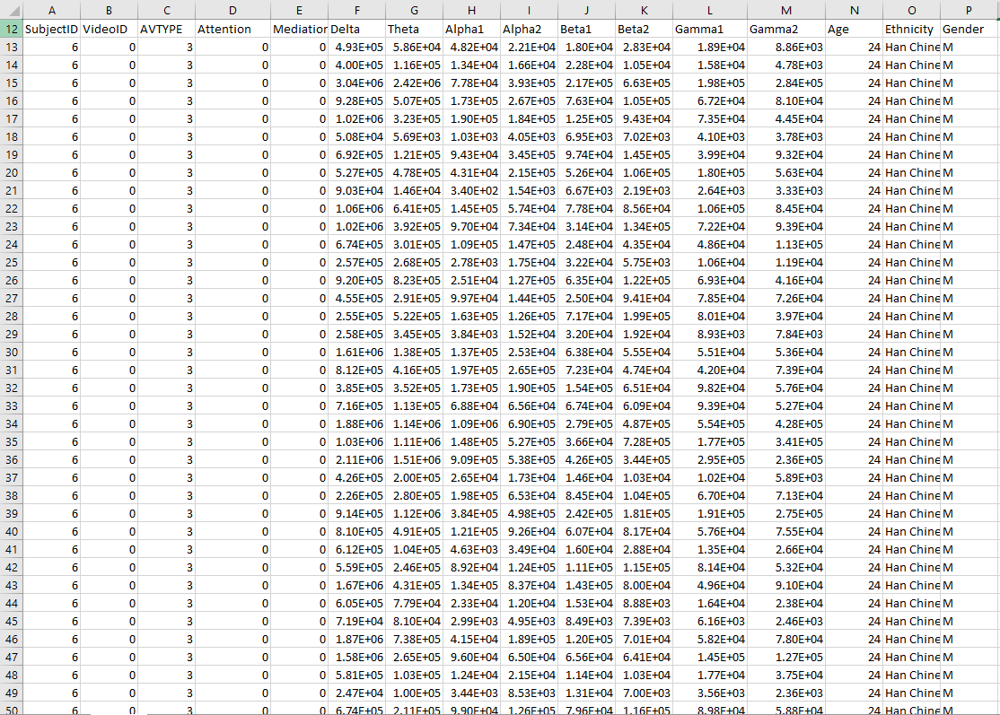 A B C D E F G H I J K L M N O P
12 SubjectID VideoID AVTYPE Attention Mediation Delta Theta Alpha1 Alpha2 Beta1 Beta2 Gamma1 Gamma2 Age Ethnicity Gender
13 6 0 3 0 0 4.93E+05 5.86E+04 4.82E+04 2.21E+04 1.80E+04 2.83E+04 1.89E+04 8.86E+03 24 Han Chine M
14 6 0 3 0 0 4.00E+05 1.16E+05 1.34E+04 1.66E+04 2.28E+04 1.05E+04 1.58E+04 4.78E+03 24 Han Chine M
15 6 0 3 0 0 3.04E+06 2.42E+06 7.78E+04 3.93E+05 2.17E+05 6.63E+05 1.98E+05 2.84E+05 24 Han Chine M
16 6 0 3 0 0 9.28E+05 5.07E+05 1.73E+05 2.67E+05 7.63E+04 1.05E+05 6.72E+04 8.10E+04 24 Han Chine M
17 6 0 3 0 0 1.02E+06 3.23E+05 1.90E+05 1.84E+05 1.25E+05 9.43E+04 7.35E+04 4.45E+04 24 Han Chine M
18 6 0 3 0 0 5.08E+04 5.69E+03 1.03E+03 4.05E+03 6.95E+03 7.02E+03 4.10E+03 3.78E+03 24 Han Chine M
19 6 0 3 0 0 6.92E+05 1.21E+05 9.43E+04 3.45E+05 9.74E+04 1.45E+05 3.99E+04 9.32E+04 24 Han Chine M
20 6 0 3 0 0 5.27E+05 4.78E+05 4.31E+04 2.15E+05 5.26E+04 1.06E+05 1.80E+05 5.63E+04 24 Han Chine M
21 6 0 3 0 0 9.03E+04 1.46E+04 3.40E+02 1.54E+03 6.67E+03 2.19E+03 2.64E+03 3.33E+03 24 Han Chine M
22 6 0 3 0 0 1.06E+06 6.41E+05 1.45E+05 5.74E+04 7.78E+04 8.56E+04 1.06E+05 8.45E+04 24 Han Chine M
23 6 0 3 0 0 1.02E+06 3.92E+05 9.70E+04 7.34E+04 3.14E+04 1.34E+05 7.22E+04 9.39E+04 24 Han Chine M
24 6 0 3 0 0 6.74E+05 3.01E+05 1.09E+05 1.47E+05 2.48E+04 4.35E+04 4.86E+04 1.13E+05 24 Han Chine M
25 6 0 3 0 0 2.57E+05 2.68E+05 2.78E+03 1.75E+04 3.22E+04 5.75E+03 1.06E+04 1.19E+04 24 Han Chine M
26 6 0 3 0 0 9.20E+05 8.23E+05 2.51E+04 1.27E+05 6.35E+04 1.22E+05 6.93E+04 4.16E+04 24 Han Chine M
27 6 0 3 0 0 4.55E+05 2.91E+05 9.97E+04 1.44E+05 2.50E+04 9.41E+04 7.85E+04 7.26E+04 24 Han Chine M
28 6 0 3 0 0 2.55E+05 5.22E+05 1.63E+05 1.26E+05 7.17E+04 1.99E+05 8.01E+04 3.97E+04 24 Han Chine M
29 6 0 3 0 0 2.58E+05 3.45E+05 3.84E+03 1.52E+04 3.20E+04 1.92E+04 8.93E+03 7.84E+03 24 Han Chine M
30 6 0 3 0 0 1.61E+06 1.38E+05 1.37E+05 2.53E+04 6.38E+04 5.55E+04 5.51E+04 5.36E+04 24 Han Chine M
31 6 0 3 0 0 8.12E+05 4.16E+05 1.97E+05 2.65E+05 7.23E+04 4.74E+04 4.20E+04 7.39E+04 24 Han Chine M
32 6 0 3 0 0 3.85E+05 3.52E+05 1.73E+05 1.90E+05 1.54E+05 6.51E+04 9.82E+04 5.76E+04 24 Han Chine M
33 6 0 3 0 0 7.16E+05 1.13E+05 6.88E+04 6.56E+04 6.74E+04 6.09E+04 9.39E+04 5.27E+04 24 Han Chine M
34 6 0 3 0 0 1.88E+06 1.14E+06 1.09E+06 6.90E+05 2.79E+05 4.87E+05 5.54E+05 4.28E+05 24 Han Chine M
35 6 0 3 0 0 1.03E+06 1.11E+06 1.48E+05 5.27E+05 3.66E+04 7.28E+05 1.77E+05 3.41E+05 24 Han Chine M
36 6 0 3 0 0 2.11E+06 1.51E+06 9.09E+05 5.38E+05 4.26E+05 3.44E+05 2.95E+05 2.36E+05 24 Han Chine M
37 6 0 3 0 0 4.26E+05 2.00E+05 2.65E+04 1.73E+04 1.46E+04 1.03E+04 1.02E+04 5.89E+03 24 Han Chine M
38 6 0 3 0 0 2.26E+05 2.80E+05 1.98E+05 6.53E+04 8.45E+04 1.04E+05 6.70E+04 7.13E+04 24 Han Chine M
39 6 0 3 0 0 9.14E+05 1.12E+06 3.84E+05 4.98E+05 2.42E+05 1.81E+05 1.91E+05 2.75E+05 24 Han Chine M
40 6 0 3 0 0 8.10E+05 4.91E+05 1.21E+05 9.26E+04 6.07E+04 8.17E+04 5.76E+04 7.55E+04 24 Han Chine M
41 6 0 3 0 0 6.12E+05 1.04E+05 4.63E+03 3.49E+04 1.60E+04 2.88E+04 1.35E+04 2.66E+04 24 Han Chine M
42 6 0 3 0 0 5.59E+05 2.46E+05 8.92E+04 1.24E+05 1.11E+05 1.15E+05 8.14E+04 5.32E+04 24 Han Chine M
43 6 0 3 0 0 1.67E+06 4.31E+05 1.34E+05 8.37E+04 1.43E+05 8.00E+04 4.96E+04 9.10E+04 24 Han Chine M
44 6 0 3 0 0 6.05E+05 7.79E+04 2.33E+04 1.20E+04 1.53E+04 8.88E+03 1.64E+04 2.38E+04 24 Han Chine M
45 6 0 3 0 0 7.19E+04 8.10E+04 2.99E+03 4.95E+03 8.49E+03 7.39E+03 6.16E+03 2.46E+03 24 Han Chine M
46 6 0 3 0 0 1.87E+06 7.38E+05 4.15E+04 1.89E+05 1.20E+05 7.01E+04 5.82E+04 7.80E+04 24 Han Chine M
47 6 0 3 0 0 1.58E+06 2.65E+05 9.60E+04 6.50E+04 6.56E+04 6.41E+04 1.45E+05 1.27E+05 24 Han Chine M
48 6 0 3 0 0 5.81E+05 1.03E+05 1.24E+04 2.15E+04 1.14E+04 1.03E+04 1.77E+04 3.75E+04 24 Han Chine M
49 6 0 3 0 0 2.47E+04 1.00E+05 3.44E+03 8.53E+03 1.31E+04 7.00E+03 3.56E+03 2.36E+03 24 Han Chine M
50 6 0 3 0 0 6.74E+05 2.11E+05 9.90E+04 1.26E+05 7.96E+04 1.16E+05 8.98E+04 5.88E+04 24 Han Chine M